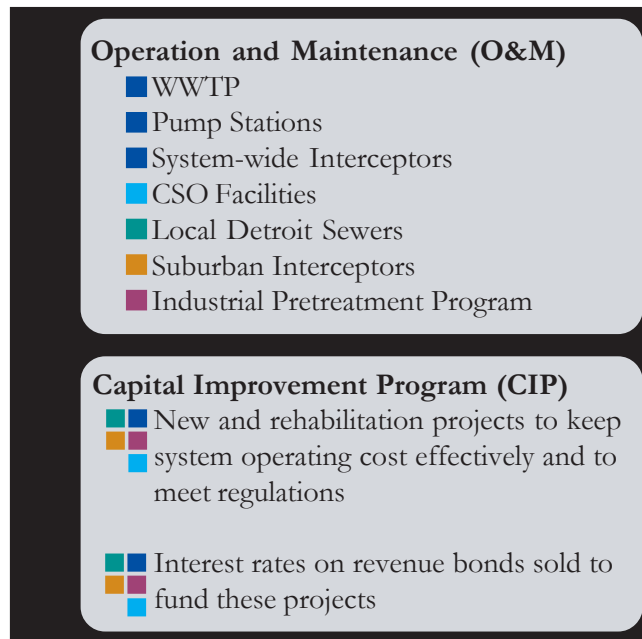 Operation and Maintenance (O&M)
WWTP
Pump Stations
System-wide Interceptors
CSO Facilities
Local Detroit Sewers
Suburban Interceptors
Industrial Pretreatment Program
Capital Improvement Program (CIP)
New and rehabilitation projects to keep
system operating cost effectively and to
meet regulations
Interest rates on revenue bonds sold to
fund these projects